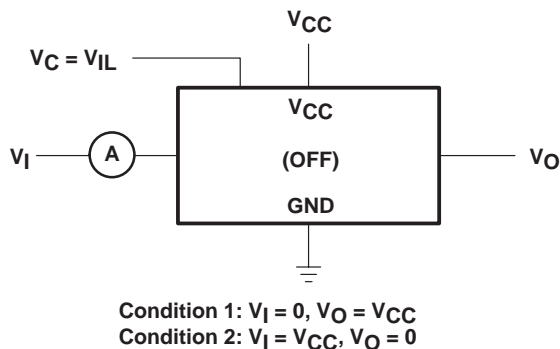 VCC
VC = VIL
VCC
VI
A
(OFF)
VO
GND
Condition 1: VI = 0, VO = VCC
Condition 2: VI = VCC, VO = 0